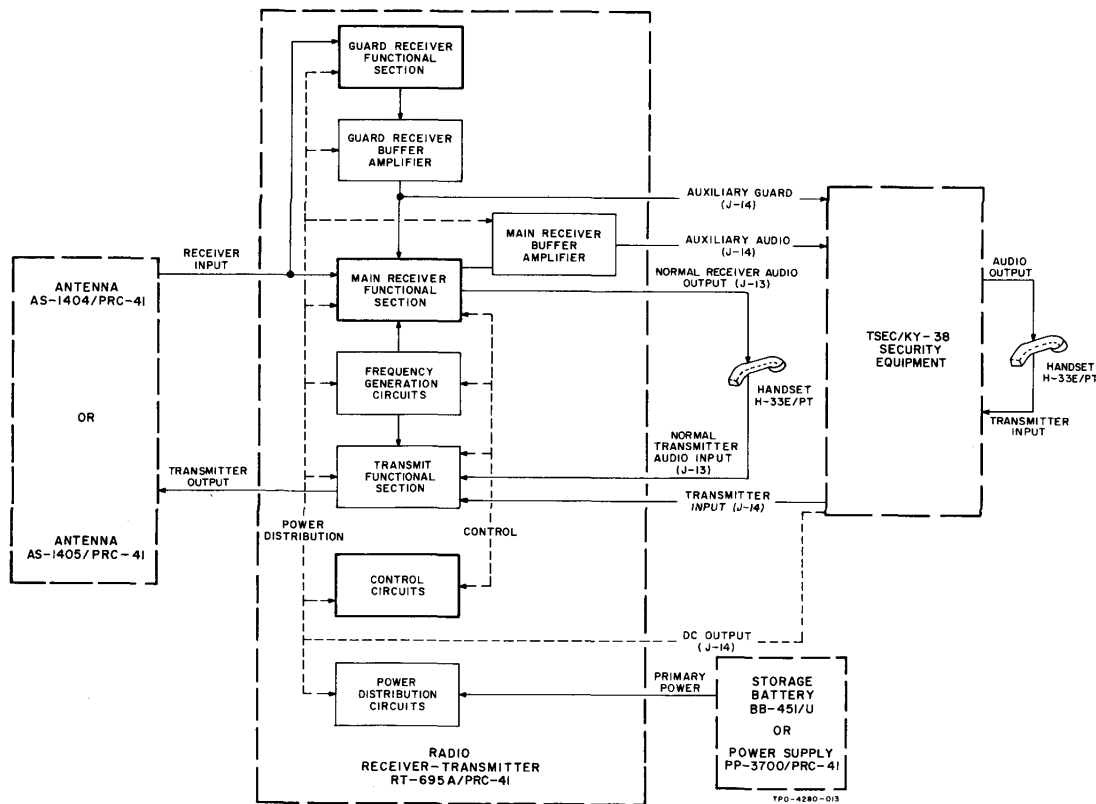 GUARD RECEIVER
FUNCTIONAL
SECTION
GUARD RECEIVER
BUFFER
AMPLIFIER
AUXILIARY GUARD
(J-14)
MAIN RECEIVER
BUFFER
AMPLIFIER
AUXILIARY AUDIO
(J-14)
RECEIVER
INPUT
NORMAL RECEIVER AUDIO
OUTPUT (J-13)
AUDIO
OUTPUT
ANTENNA
AS-1404/PRC-41
MAIN RECEIVER
FUNCTIONAL
SECTION
TSEC/KY-38
SECURITY
EQUIPMENT
FREQUENCY
GENERATION
CIRCUITS
HANDSET
H-33E/PT
HANDSET
H-33E/PT
OR
TRANSMITTER
INPUT
NORMAL
TRANSMITTER
AUDIO INPUT
(J-13)
TRANSMIT
FUNCTIONAL
SECTION
TRANSMITTER
OUTPUT
TRANSMITTER
INPUT (J-14)
POWER
DISTRIBUTION
CONTROL
ANTENNA
AS-1405/PRC-41
CONTROL
CIRCUITS
DC OUTPUT
(J-14)
POWER
DISTRIBUTION
CIRCUITS
PRIMARY
POWER
STORAGE
BATTERY
BB-451/U
OR
POWER SUPPLY
PP-3700/PRC-41
RADIO
RECEIVER-TRANSMITTER
RT-695A/PRC-41
TPO-4280-013